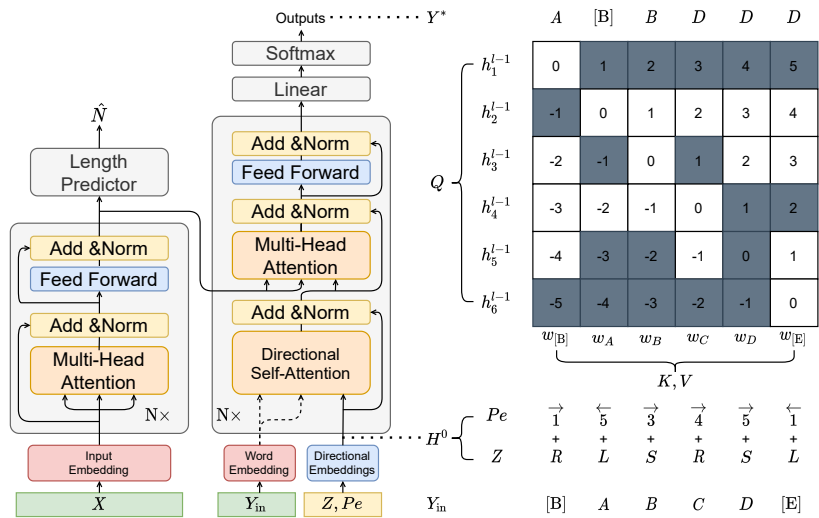 Outputs
Y*
Softmax
Linear
Add &Norm
Feed Forward
Add &Norm
Multi-Head
Attention
Add &Norm
Directional
Self-Attention
N×
Word
Embedding
Directional
Embeddings
Y_in
Z, Pe
N̂
Length
Predictor
Add &Norm
Feed Forward
Add &Norm
Multi-Head
Attention
N×
Input
Embedding
X
A [B] B D D D
Q
h_1^{l-1} 0 1 2 3 4 5
h_2^{l-1} -1 0 1 2 3 4
h_3^{l-1} -2 -1 0 1 2 3
h_4^{l-1} -3 -2 -1 0 1 2
h_5^{l-1} -4 -3 -2 -1 0 1
h_6^{l-1} -5 -4 -3 -2 -1 0
w_[B] w_A w_B w_C w_D w_[E]
K, V
H^0
Pe →1 ←5 →3 →4 →5 ←1
+ + + + + +
Z R L S R S L
Y_in [B] A B C D [E]